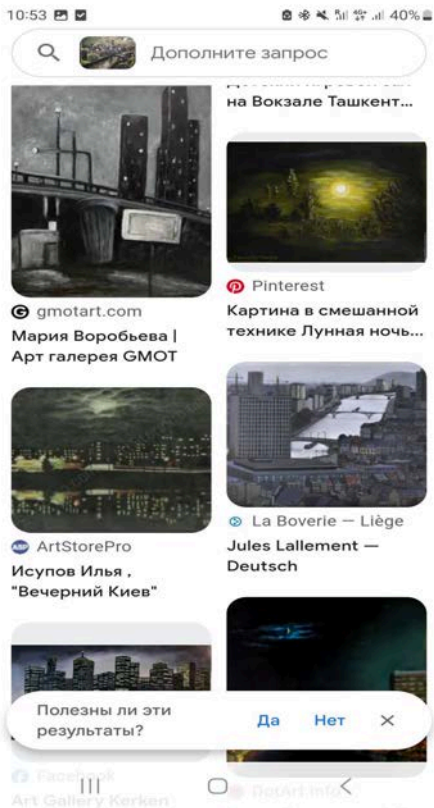 10:53
40%
Дополните запрос
на Вокзале Ташкент...
gmotart.com
Мария Воробьева |
Арт галерея GMOT
Pinterest
Картина в смешанной
технике Лунная ночь...
ArtStorePro
Исупов Илья ,
"Вечерний Киев"
La Boverie — Liège
Jules Lallement —
Deutsch
Полезны ли эти
результаты?
Да
Нет
Facebook
Art Gallery Kerken
DotArt.info